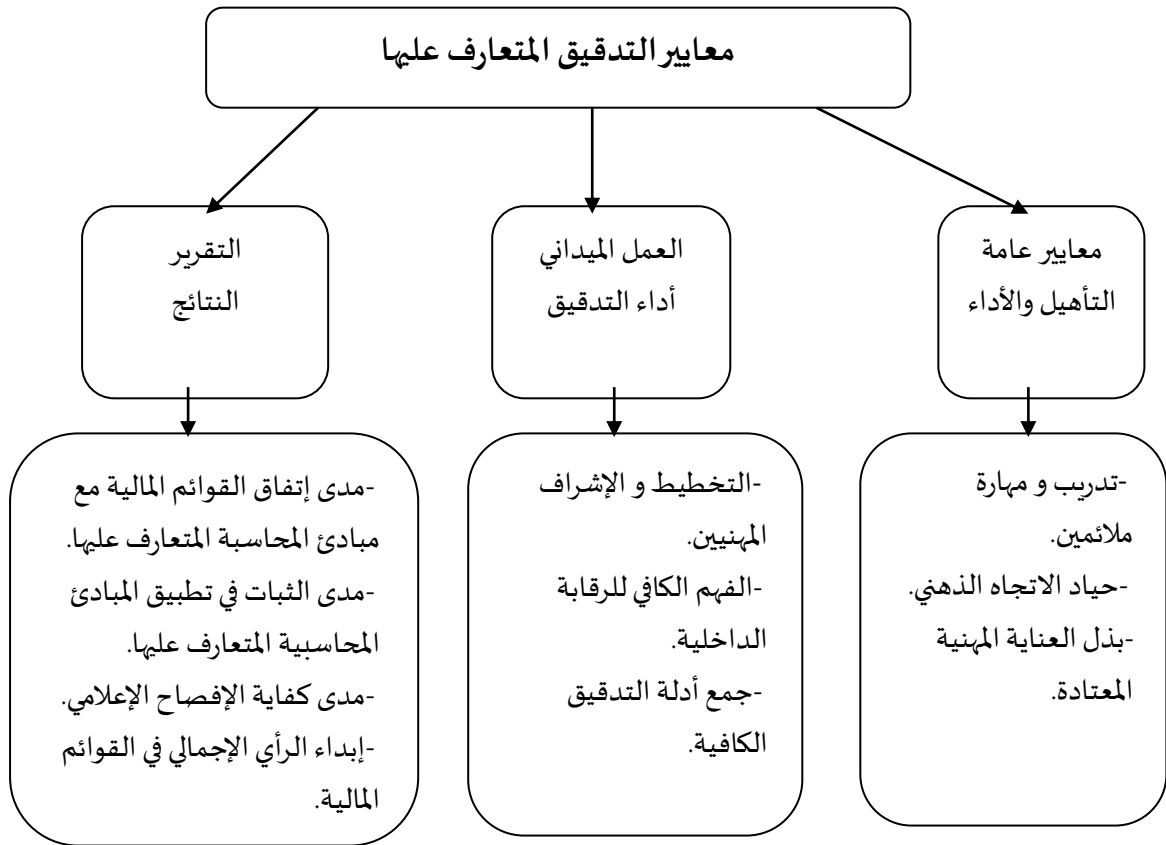 معايير التدقيق المتعارف عليها
معايير عامة
التأهيل والأداء
العمل الميداني
أداء التدقيق
التقرير
النتائج
-تدريب و مهارة
ملائمين.
-حياد الاتجاه الذهني.
-بذل العناية المهنية
المعتادة.
-التخطيط و الإشراف
المهنيين.
-الفهم الكافي للرقابة
الداخلية.
-جمع أدلة التدقيق
الكافية.
-مدى إتفاق القوائم المالية مع
مبادئ المحاسبة المتعارف عليها.
-مدى الثبات في تطبيق المبادئ
المحاسبية المتعارف عليها.
-مدى كفاية الإفصاح الإعلامي.
-إبداء الرأي الإجمالي في القوائم
المالية.